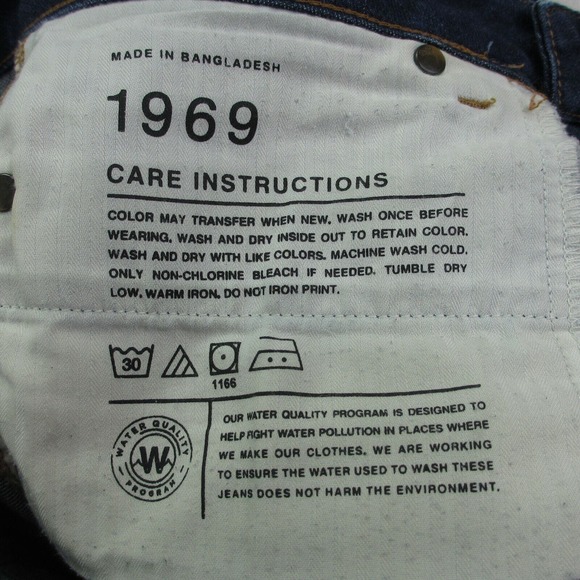 MADE IN BANGLADESH
1969
CARE INSTRUCTIONS
COLOR MAY TRANSFER WHEN NEW. WASH ONCE BEFORE
WEARING. WASH AND DRY INSIDE OUT TO RETAIN COLOR.
WASH AND DRY WITH LIKE COLORS. MACHINE WASH COLD.
ONLY NON-CHLORINE BLEACH IF NEEDED. TUMBLE DRY
LOW. WARM IRON. DO NOT IRON PRINT.
30
1166
WATER QUALITY
W
PROGRAM
OUR WATER QUALITY PROGRAM IS DESIGNED TO
HELP FIGHT WATER POLLUTION IN PLACES WHERE
WE MAKE OUR CLOTHES. WE ARE WORKING
TO ENSURE THE WATER USED TO WASH THESE
JEANS DOES NOT HARM THE ENVIRONMENT.